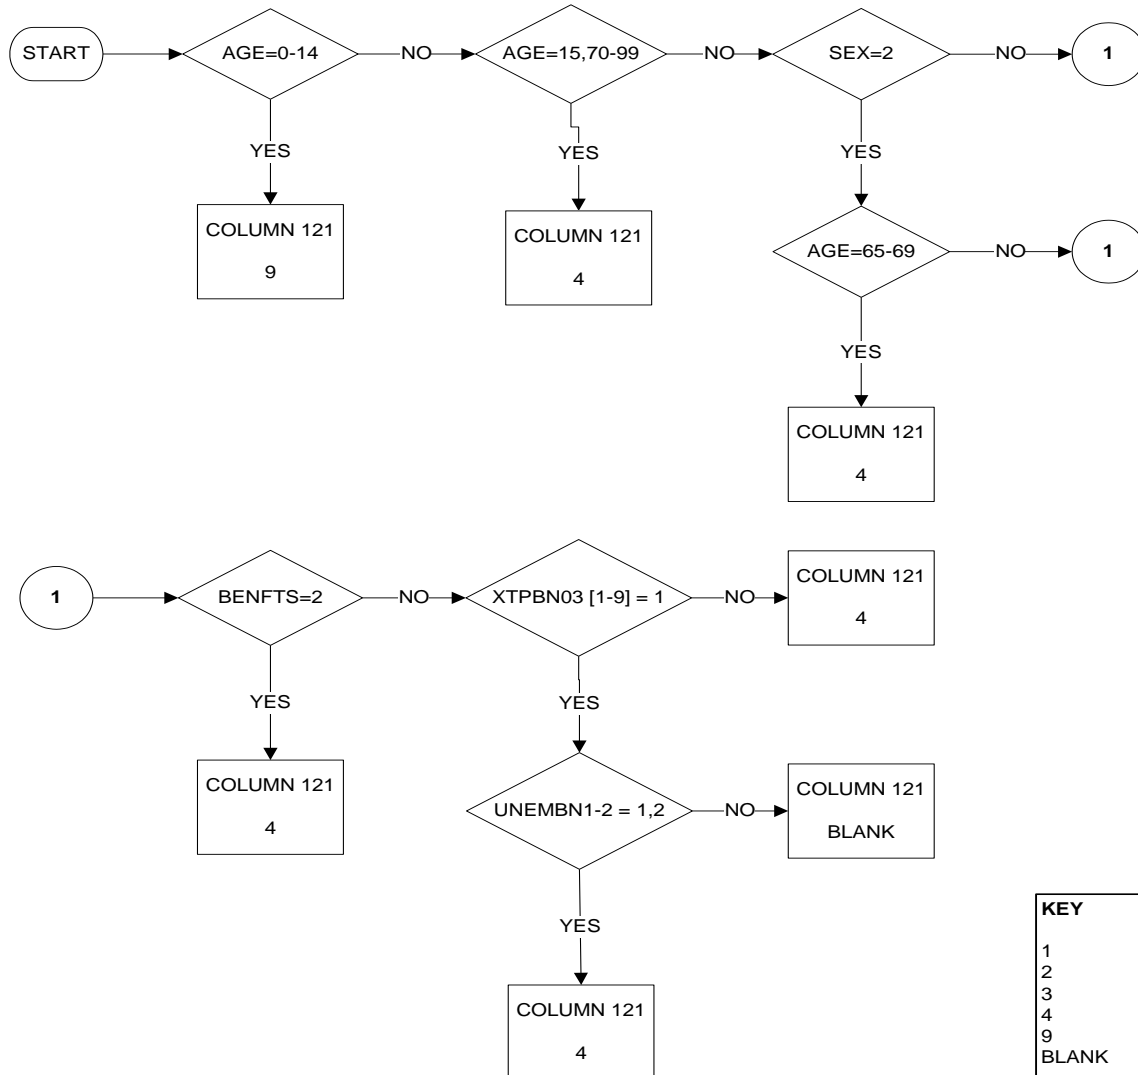 START
AGE=0-14
NO
AGE=15,70-99
NO
SEX=2
NO
1
YES
YES
YES
COLUMN 121
9
COLUMN 121
4
AGE=65-69
NO
1
YES
COLUMN 121
4
1
BENFTS=2
NO
XTPBN03 [1-9] = 1
NO
COLUMN 121
4
YES
YES
COLUMN 121
4
UNEMBN1-2 = 1,2
NO
COLUMN 121
BLANK
YES
COLUMN 121
4
KEY
1
2
3
4
9
BLANK